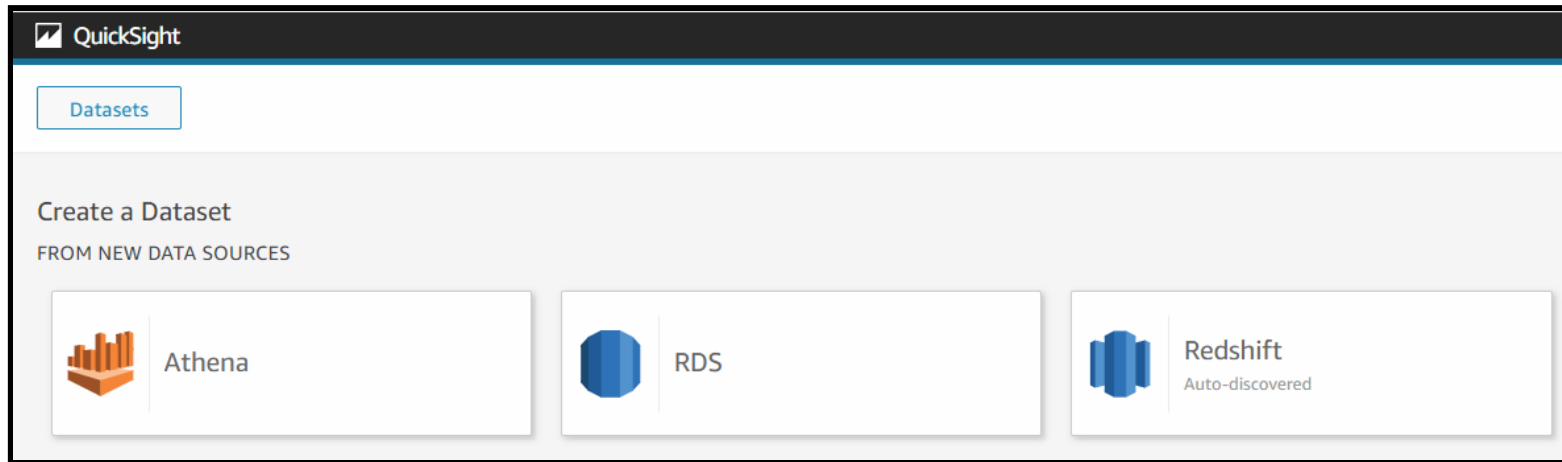 QuickSight
Datasets
Create a Dataset
FROM NEW DATA SOURCES
Athena
RDS
Redshift
Auto-discovered